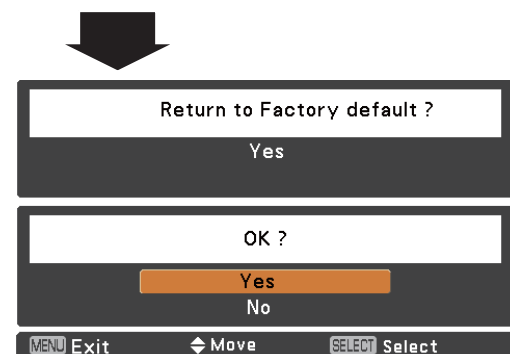 Return to Factory default ?
Yes
OK ?
Yes
No
MENU Exit Move SELECT Select